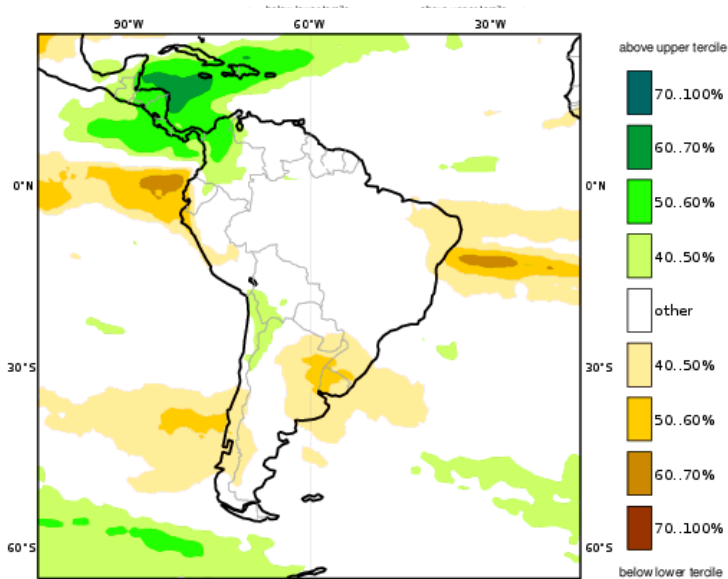 90°W 60°W 30°W
above upper tercile
70..100%
60..70%
50..60%
40..50%
other
40..50%
50..60%
60..70%
70..100%
below lower tercile
0°N 0°N
30°S 30°S
60°S 60°S